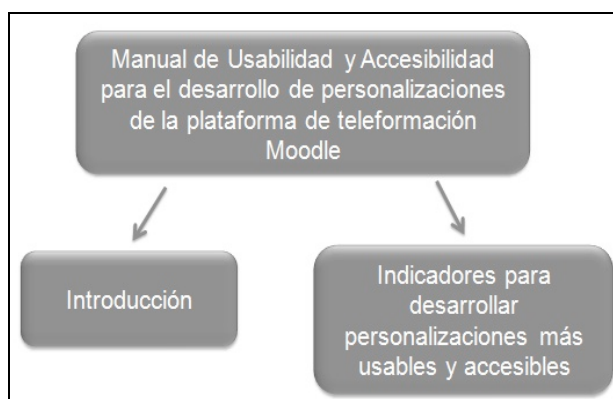 Manual de Usabilidad y Accesibilidad
para el desarrollo de personalizaciones
de la plataforma de teleformación
Moodle
Introducción
Indicadores para
desarrollar
personalizaciones más
usables y accesibles